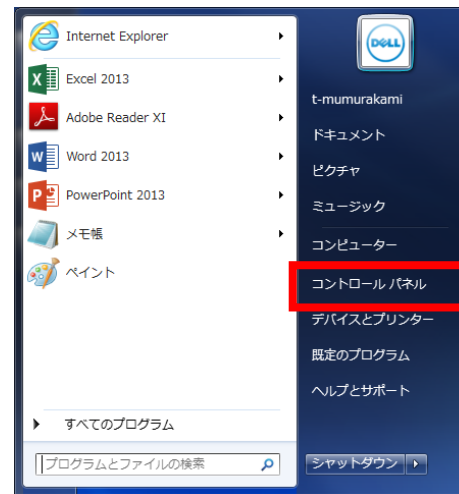 Internet Explorer
Excel 2013
Adobe Reader XI
Word 2013
PowerPoint 2013
メモ帳
ペイント
すべてのプログラム
プログラムとファイルの検索
DELL
t-mumurakami
ドキュメント
ピクチャ
ミュージック
コンピューター
コントロール パネル
デバイスとプリンター
既定のプログラム
ヘルプとサポート
シャットダウン